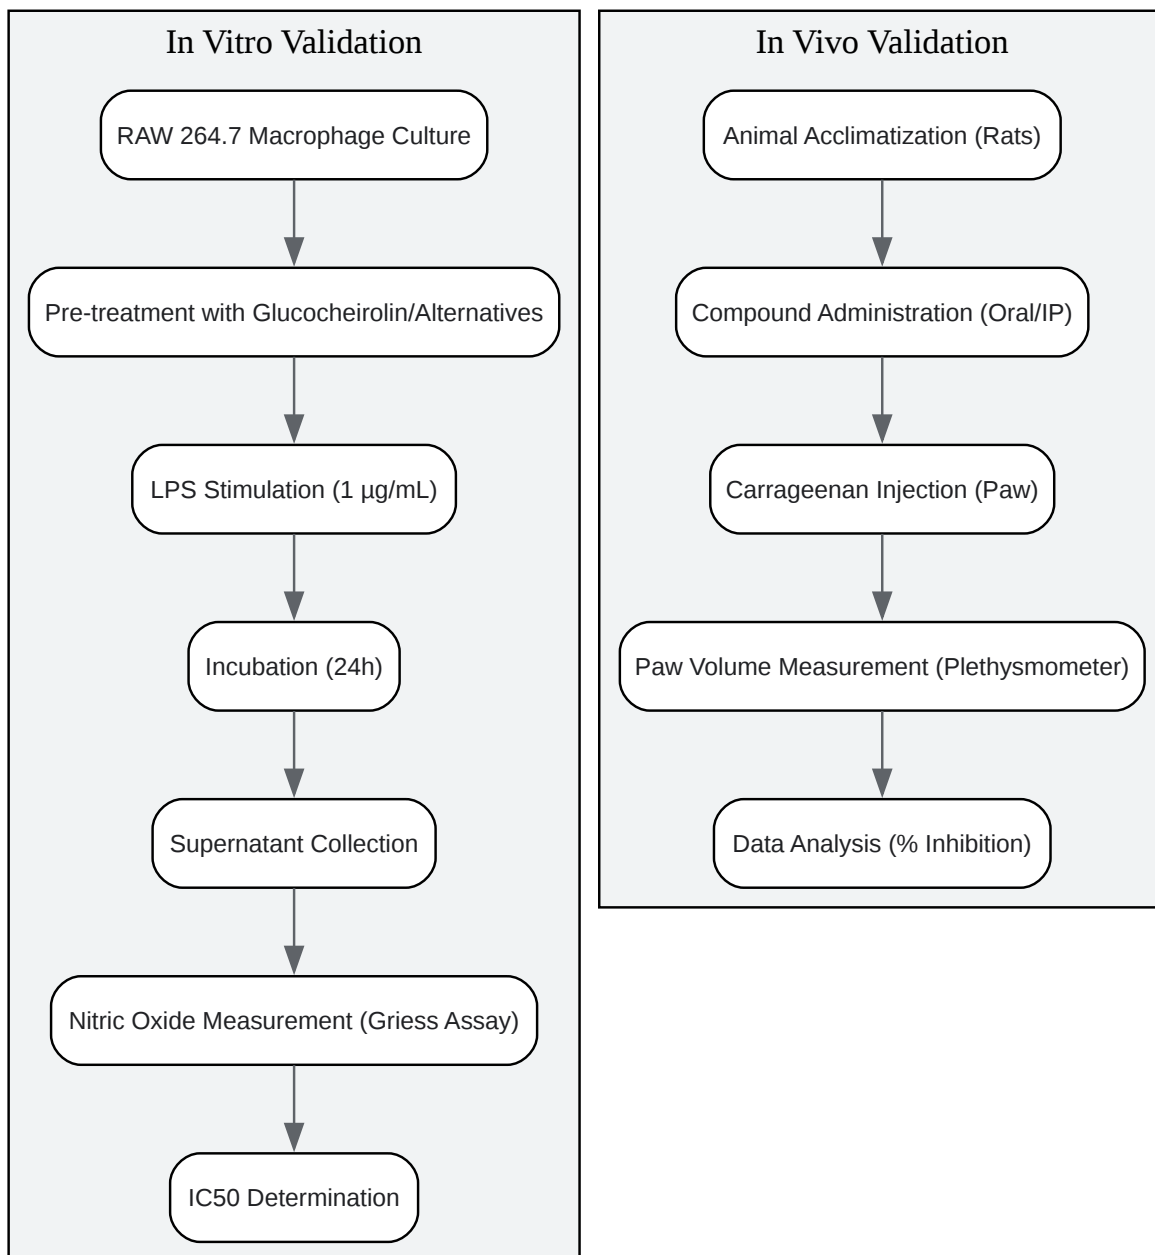 In Vitro Validation
RAW 264.7 Macrophage Culture
Pre-treatment with Glucocheirolin/Alternatives
LPS Stimulation (1 µg/mL)
Incubation (24h)
Supernatant Collection
Nitric Oxide Measurement (Griess Assay)
IC50 Determination
In Vivo Validation
Animal Acclimatization (Rats)
Compound Administration (Oral/IP)
Carrageenan Injection (Paw)
Paw Volume Measurement (Plethysmometer)
Data Analysis (% Inhibition)